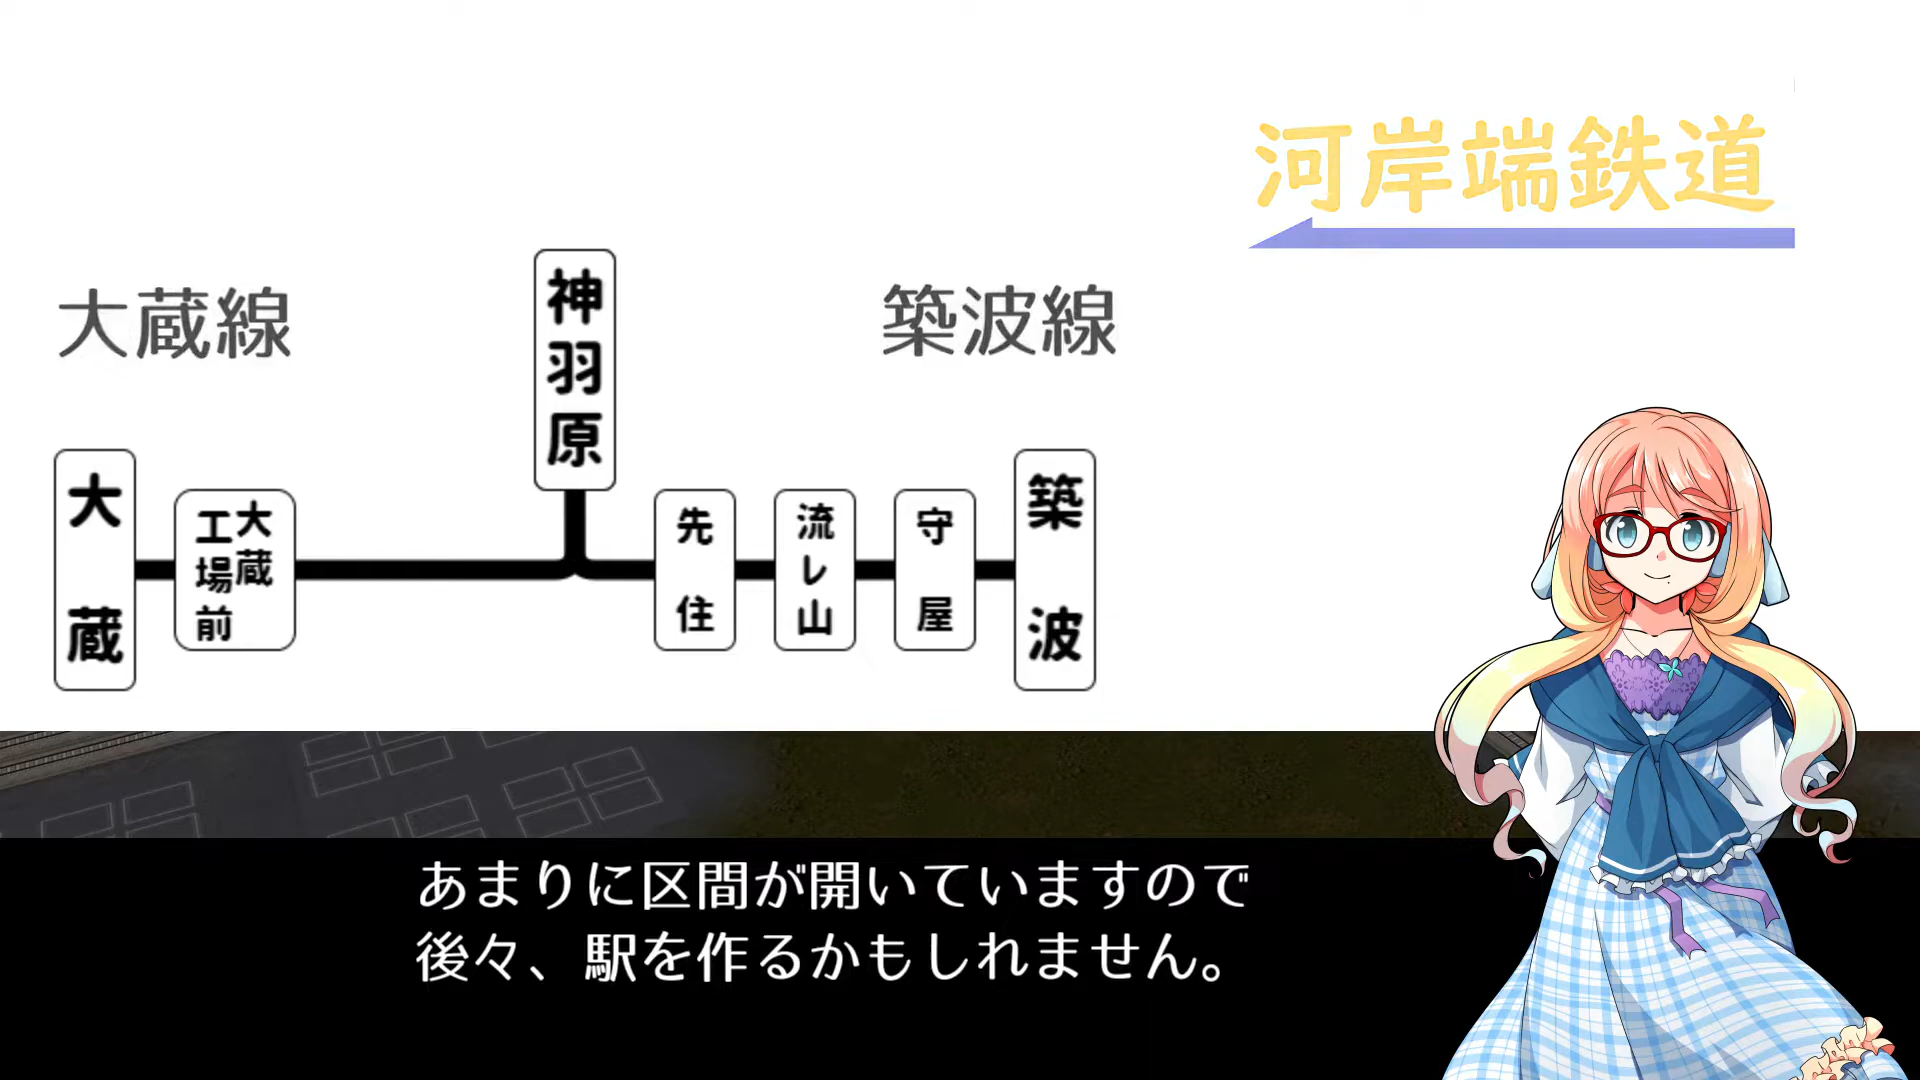 河岸端鉄道
大蔵線
築波線
神羽原
大蔵
大蔵
工場前
先住
流レ山
守屋
築波
あまりに区間が開いていますので
後々、駅を作るかもしれません。